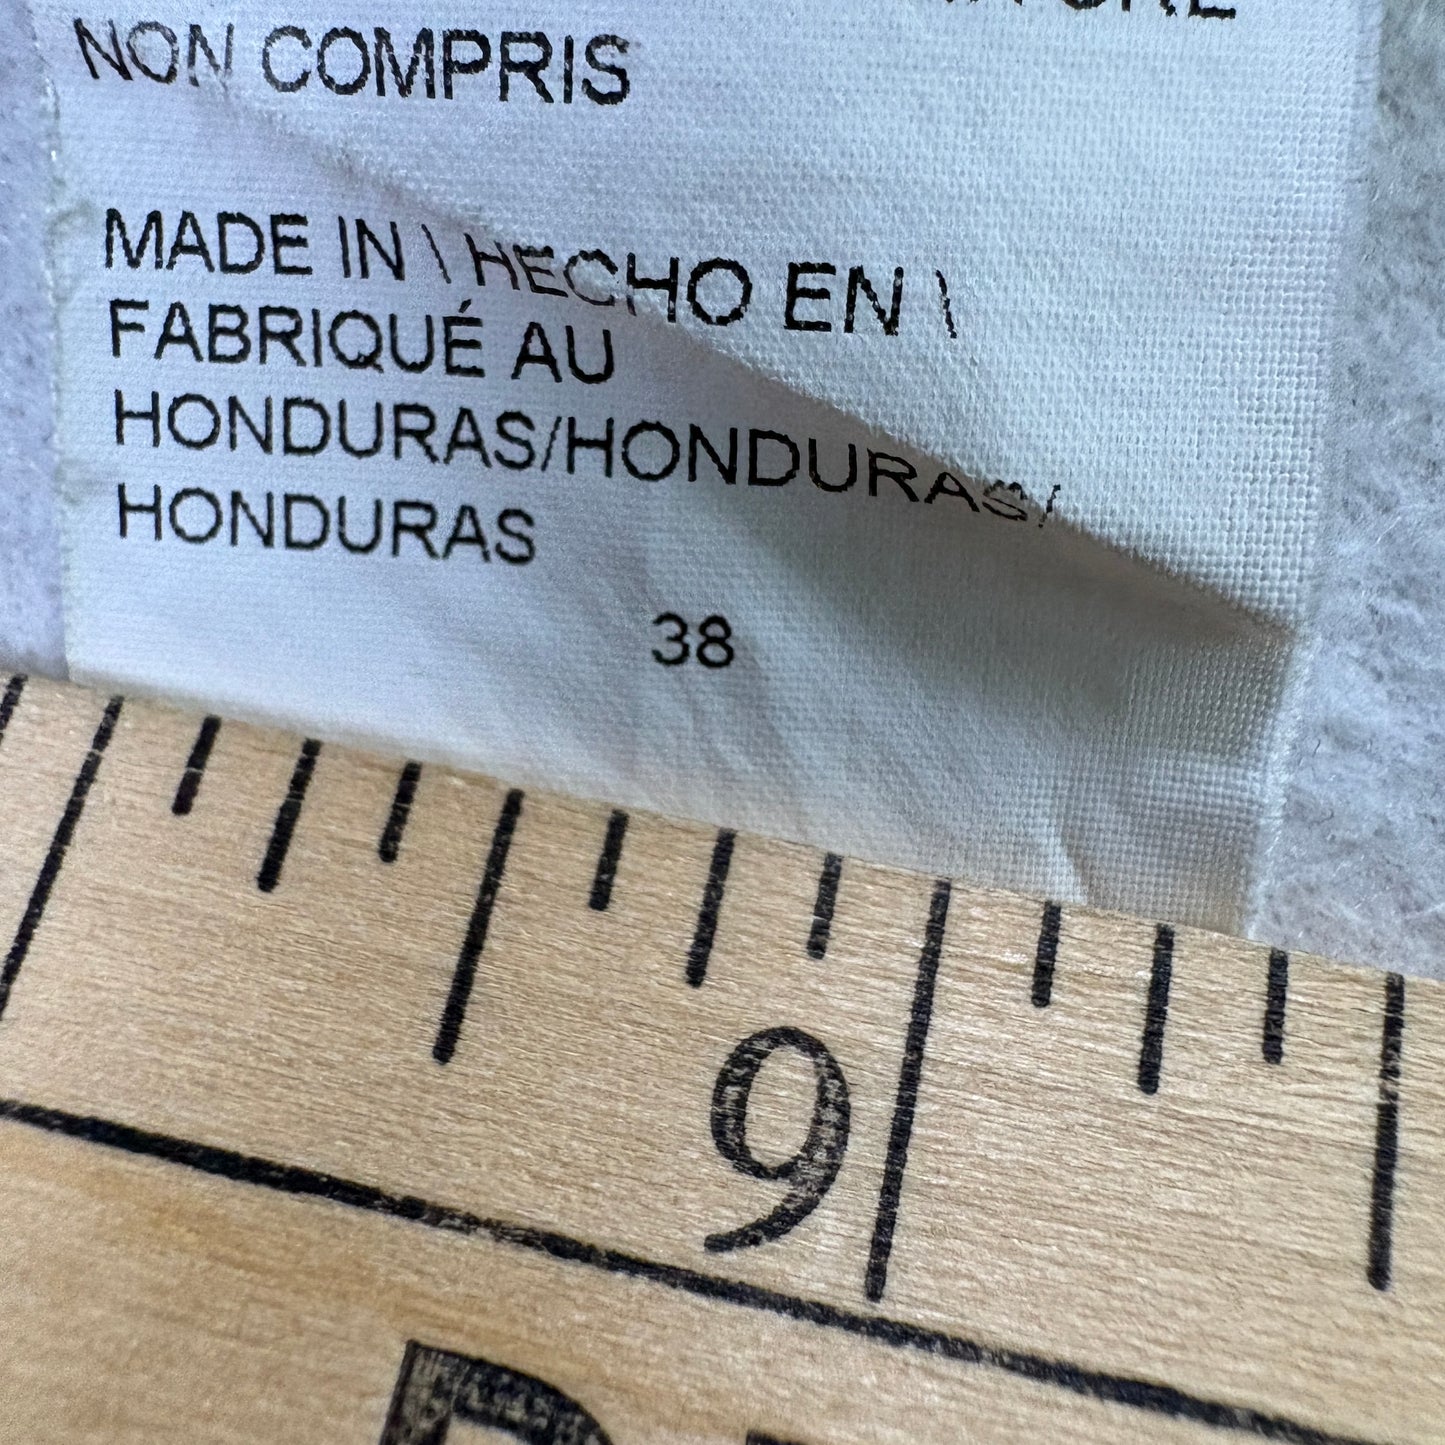 NON COMPRIS
MADE IN \ HECHO EN \
FABRIQUÉ AU
HONDURAS/HONDURAS/
HONDURAS
38
9